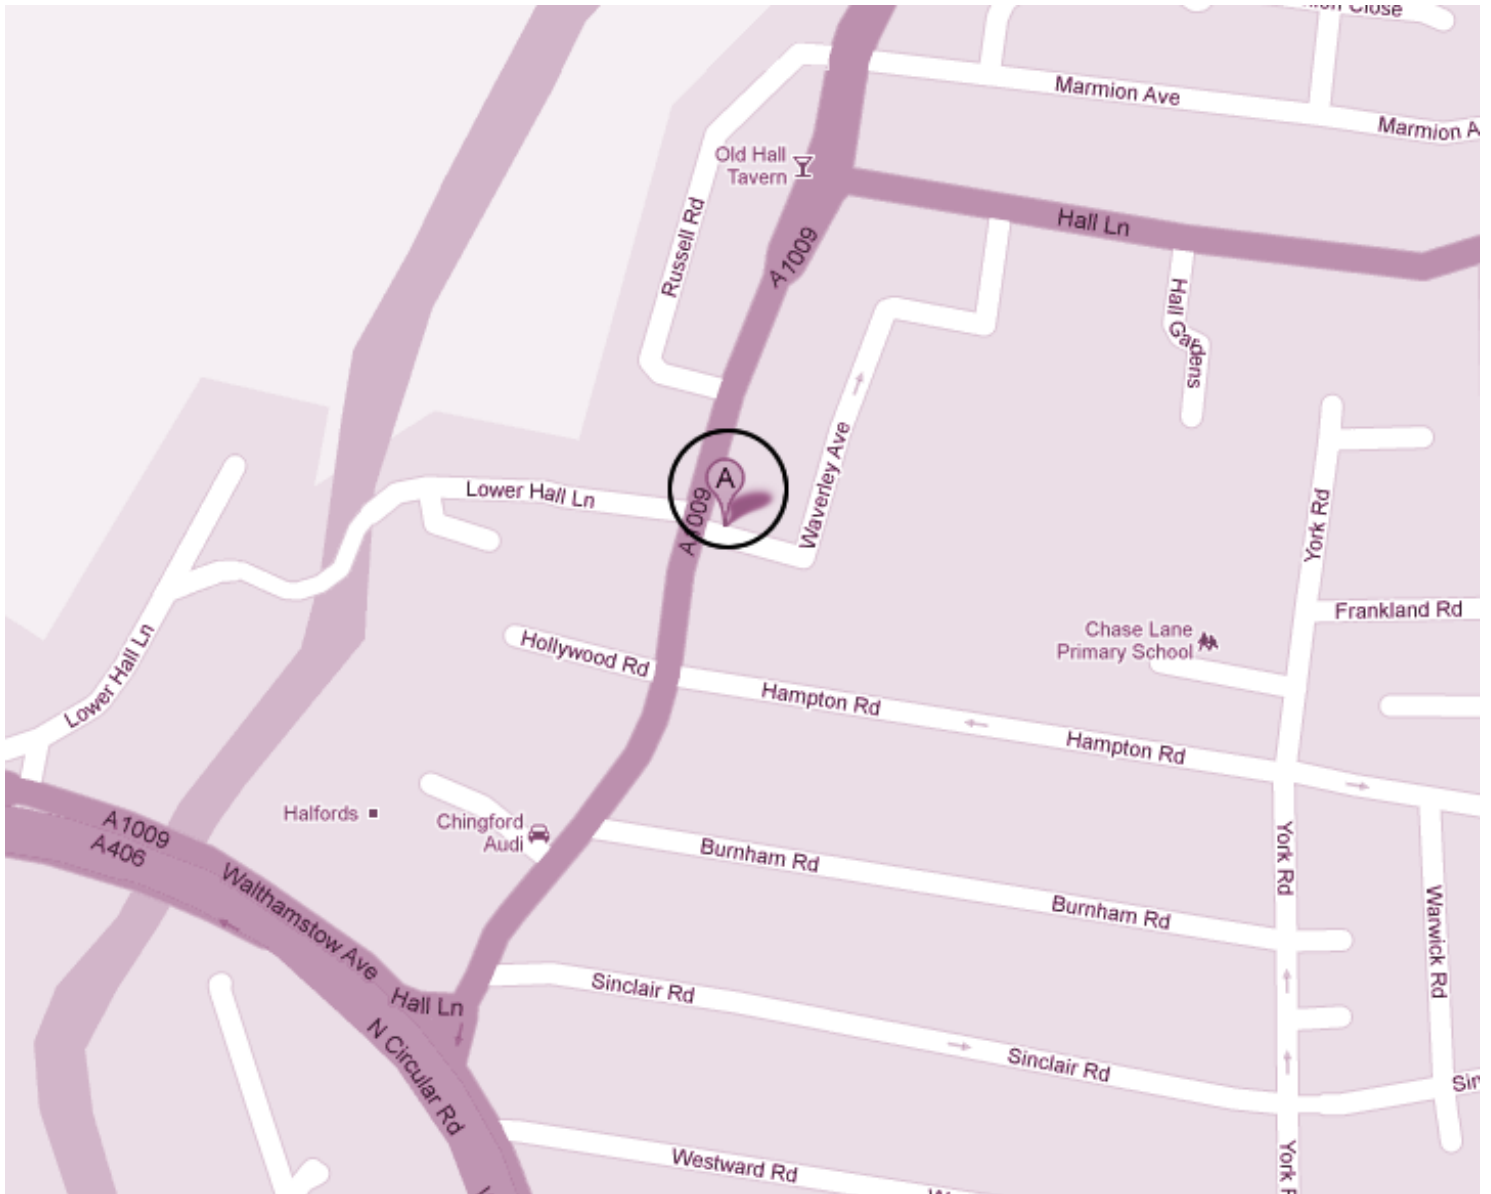 Close
Marmion Ave
Marmion A
Old Hall
Tavern
Hall Ln
Russell Rd
A1009
Hall Gardens
Waverley Ave
A
Lower Hall Ln
A1009
York Rd
Frankland Rd
Chase Lane
Primary School
Hollywood Rd
Hampton Rd
Hampton Rd
Lower Hall Ln
Halfords
Chingford
Audi
A1009
A406
Walthamstow Ave
Burnham Rd
Burnham Rd
York Rd
Warwick Rd
Hall Ln
N Circular Rd
Sinclair Rd
Sinclair Rd
Sin
Westward Rd
York R